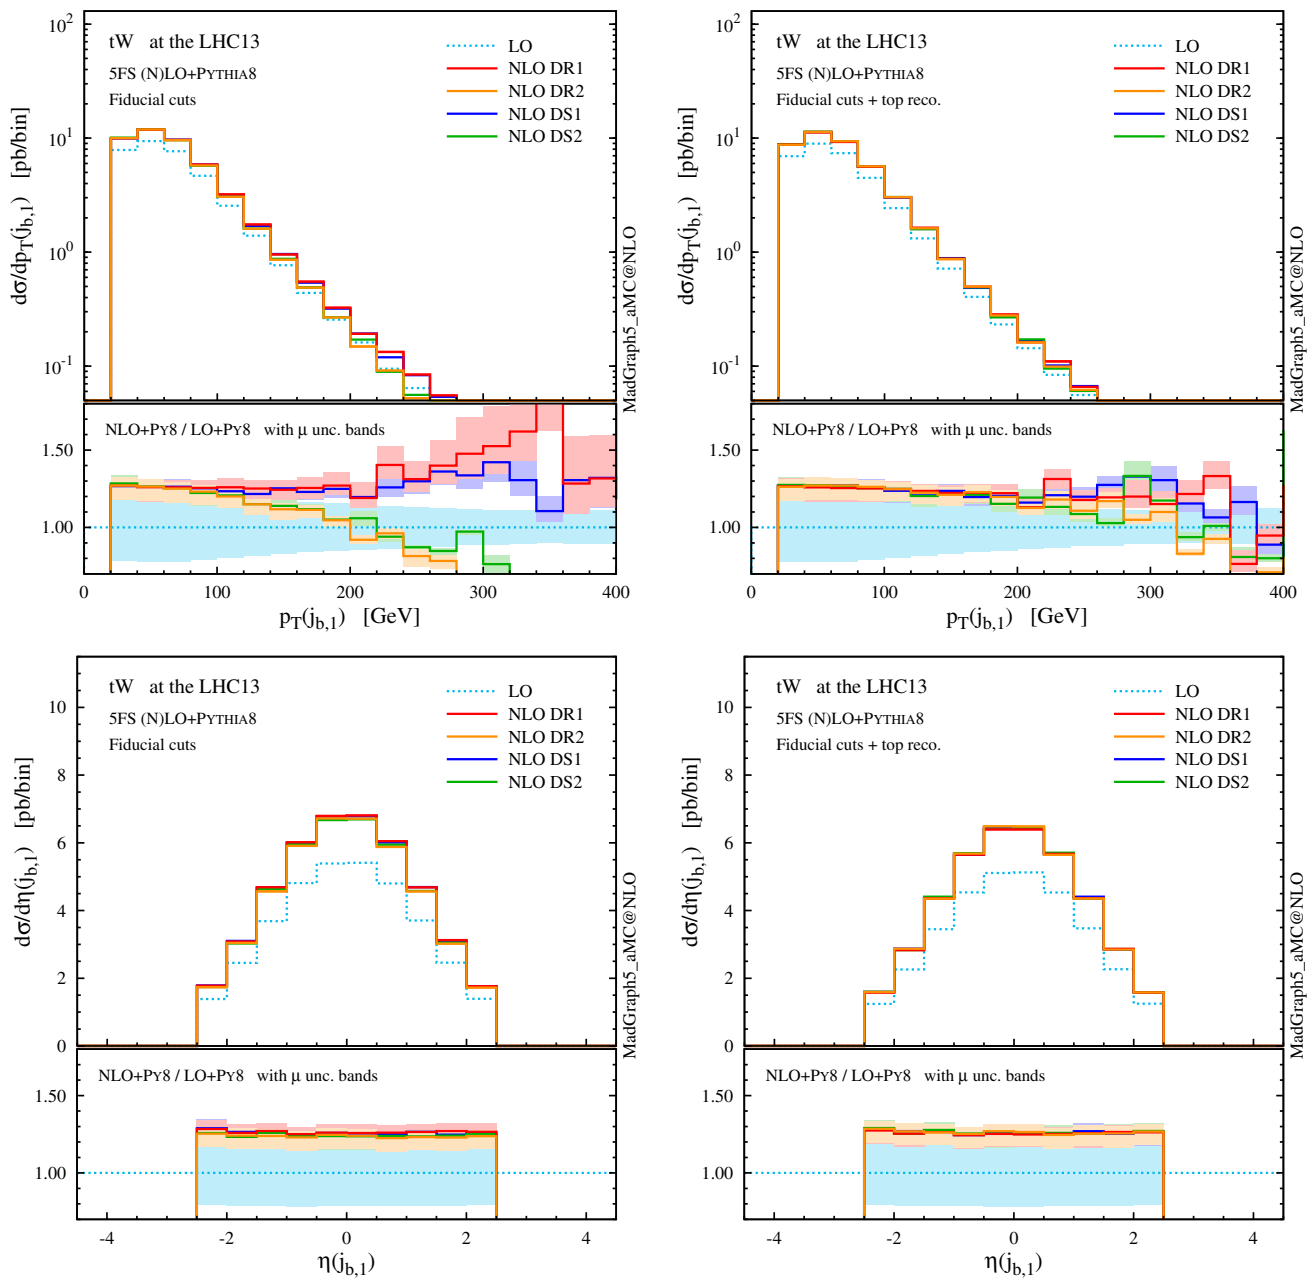 tW at the LHC13
5FS (N)LO+PYTHIA8
Fiducial cuts
LO
NLO DR1
NLO DR2
NLO DS1
NLO DS2
10²
10¹
10⁰
10⁻¹
dσ/dp_T(j_b,1) [pb/bin]
MadGraph5_aMC@NLO
NLO+PY8 / LO+PY8 with μ unc. bands
1.50
1.00
0 100 200 300 400
p_T(j_b,1) [GeV]
tW at the LHC13
5FS (N)LO+PYTHIA8
Fiducial cuts + top reco.
LO
NLO DR1
NLO DR2
NLO DS1
NLO DS2
10²
10¹
10⁰
10⁻¹
dσ/dp_T(j_b,1) [pb/bin]
MadGraph5_aMC@NLO
NLO+PY8 / LO+PY8 with μ unc. bands
1.50
1.00
0 100 200 300 400
p_T(j_b,1) [GeV]
tW at the LHC13
5FS (N)LO+PYTHIA8
Fiducial cuts
LO
NLO DR1
NLO DR2
NLO DS1
NLO DS2
10
8
6
4
2
0
dσ/dη(j_b,1) [pb/bin]
MadGraph5_aMC@NLO
NLO+PY8 / LO+PY8 with μ unc. bands
1.50
1.00
-4 -2 0 2 4
η(j_b,1)
tW at the LHC13
5FS (N)LO+PYTHIA8
Fiducial cuts + top reco.
LO
NLO DR1
NLO DR2
NLO DS1
NLO DS2
10
8
6
4
2
0
dσ/dη(j_b,1) [pb/bin]
MadGraph5_aMC@NLO
NLO+PY8 / LO+PY8 with μ unc. bands
1.50
1.00
-4 -2 0 2 4
η(j_b,1)